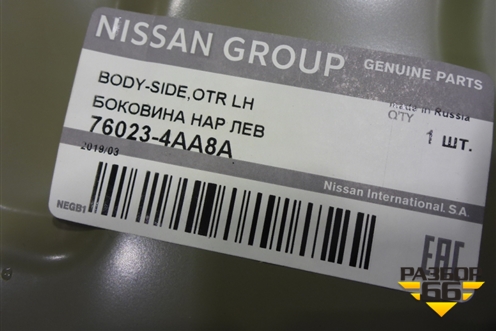 NISSAN GROUP
GENUINE PARTS
BODY-SIDE,OTR LH
БОКОВИНА НАР ЛЕВ
76023-4AA8A
2019/03
Made in Russia
QTY
1 ШТ.
Nissan International, S.A.
NEGB1
EAC
РАЗБОР
66